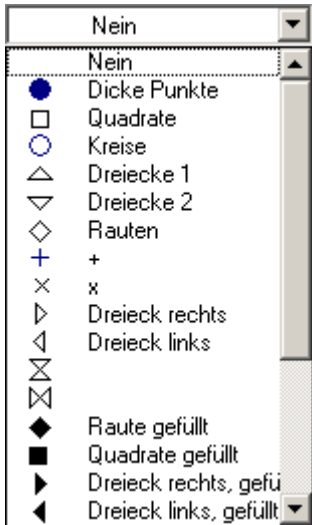 Nein
Nein
Dicke Punkte
Quadrate
Kreise
Dreiecke 1
Dreiecke 2
Rauten
+
x
Dreieck rechts
Dreieck links
Raute gefüllt
Quadrate gefüllt
Dreieck rechts, gefü
Dreieck links, gefüllt